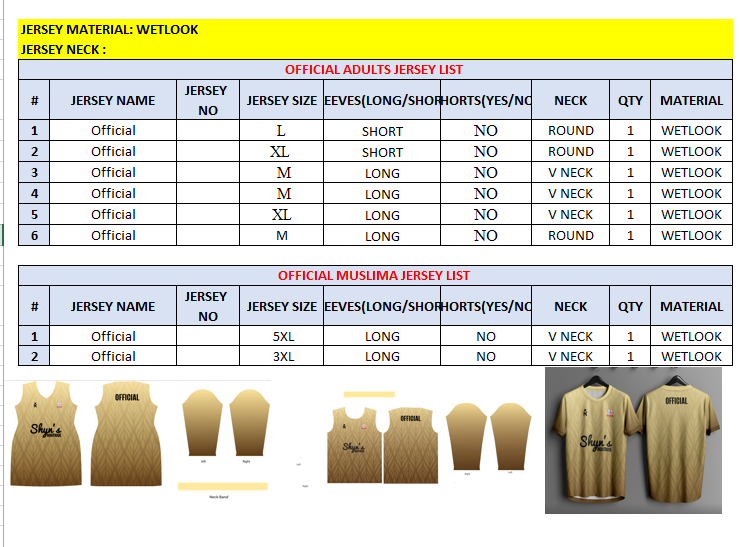 JERSEY MATERIAL: WETLOOK
JERSEY NECK :
OFFICIAL ADULTS JERSEY LIST
# JERSEY NAME JERSEY NO JERSEY SIZE EEVES(LONG/SHOR HORTS(YES/NO NECK QTY MATERIAL
1 Official L SHORT NO ROUND 1 WETLOOK
2 Official XL SHORT NO ROUND 1 WETLOOK
3 Official M LONG NO V NECK 1 WETLOOK
4 Official M LONG NO V NECK 1 WETLOOK
5 Official XL LONG NO V NECK 1 WETLOOK
6 Official M LONG NO ROUND 1 WETLOOK
OFFICIAL MUSLIMA JERSEY LIST
# JERSEY NAME JERSEY NO JERSEY SIZE EEVES(LONG/SHOR HORTS(YES/NO NECK QTY MATERIAL
1 Official 5XL LONG NO V NECK 1 WETLOOK
2 Official 3XL LONG NO V NECK 1 WETLOOK
OFFICIAL
Shyn's
Left Right
Neck Band
OFFICIAL
Shyn's
OFFICIAL
Shyn's